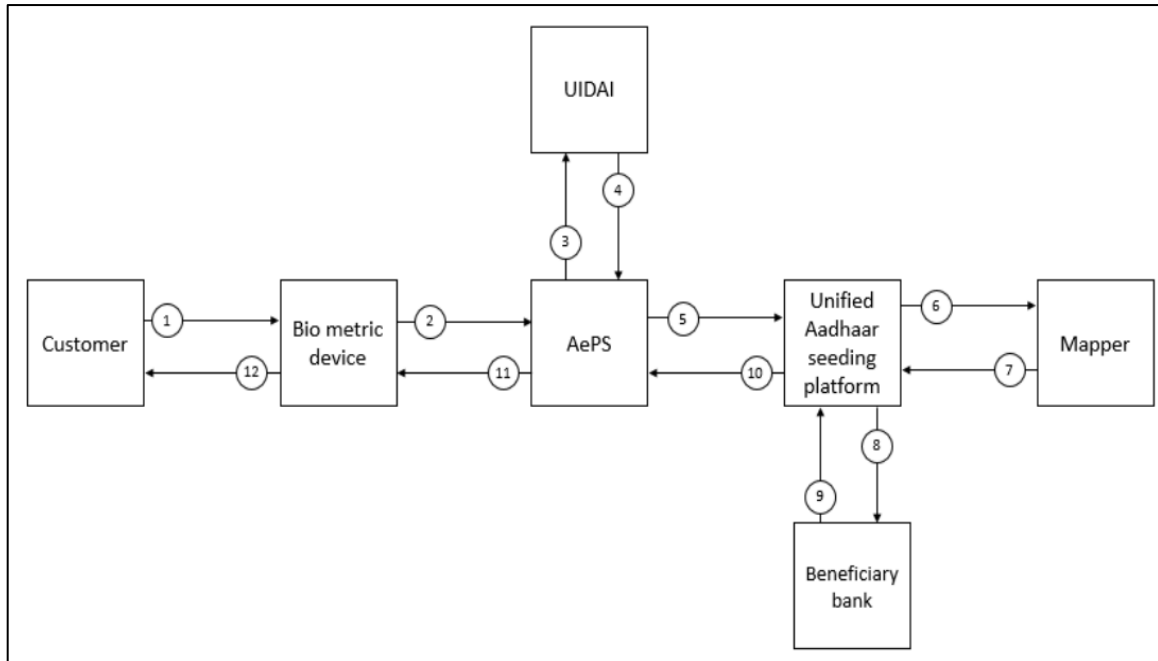 UIDAI
4
3
1
2
5
6
Customer
Bio metric
device
AePS
Unified
Aadhaar
seeding
platform
Mapper
12
11
10
7
8
9
Beneficiary
bank